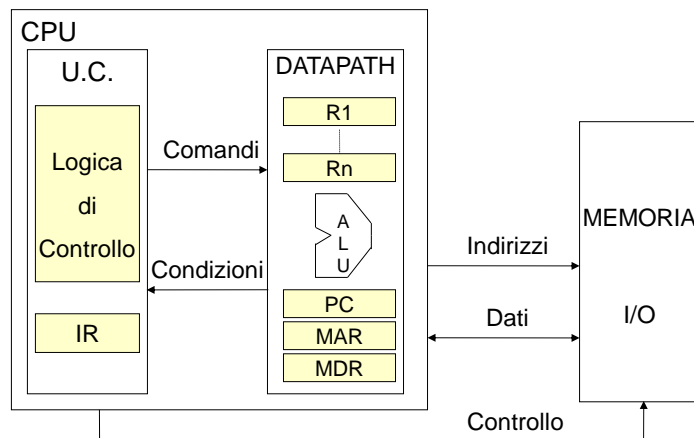 CPU
U.C.
Logica
di
Controllo
IR
Comandi
Condizioni
DATAPATH
R1
Rn
A
L
U
PC
MAR
MDR
Indirizzi
Dati
Controllo
MEMORIA
I/O